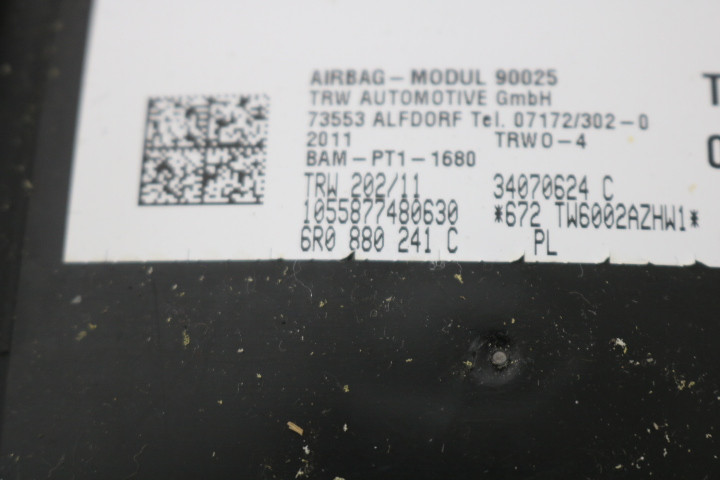 AIRBAG-MODUL 90025
TRW AUTOMOTIVE GmbH
73553 ALFDORF Tel. 07172/302-0
2011 TRWO-4
BAM-PT1-1680
TRW 202/11 34070624 C
1055877480630 *672 TW6002AZHW1*
6R0 880 241 C PL